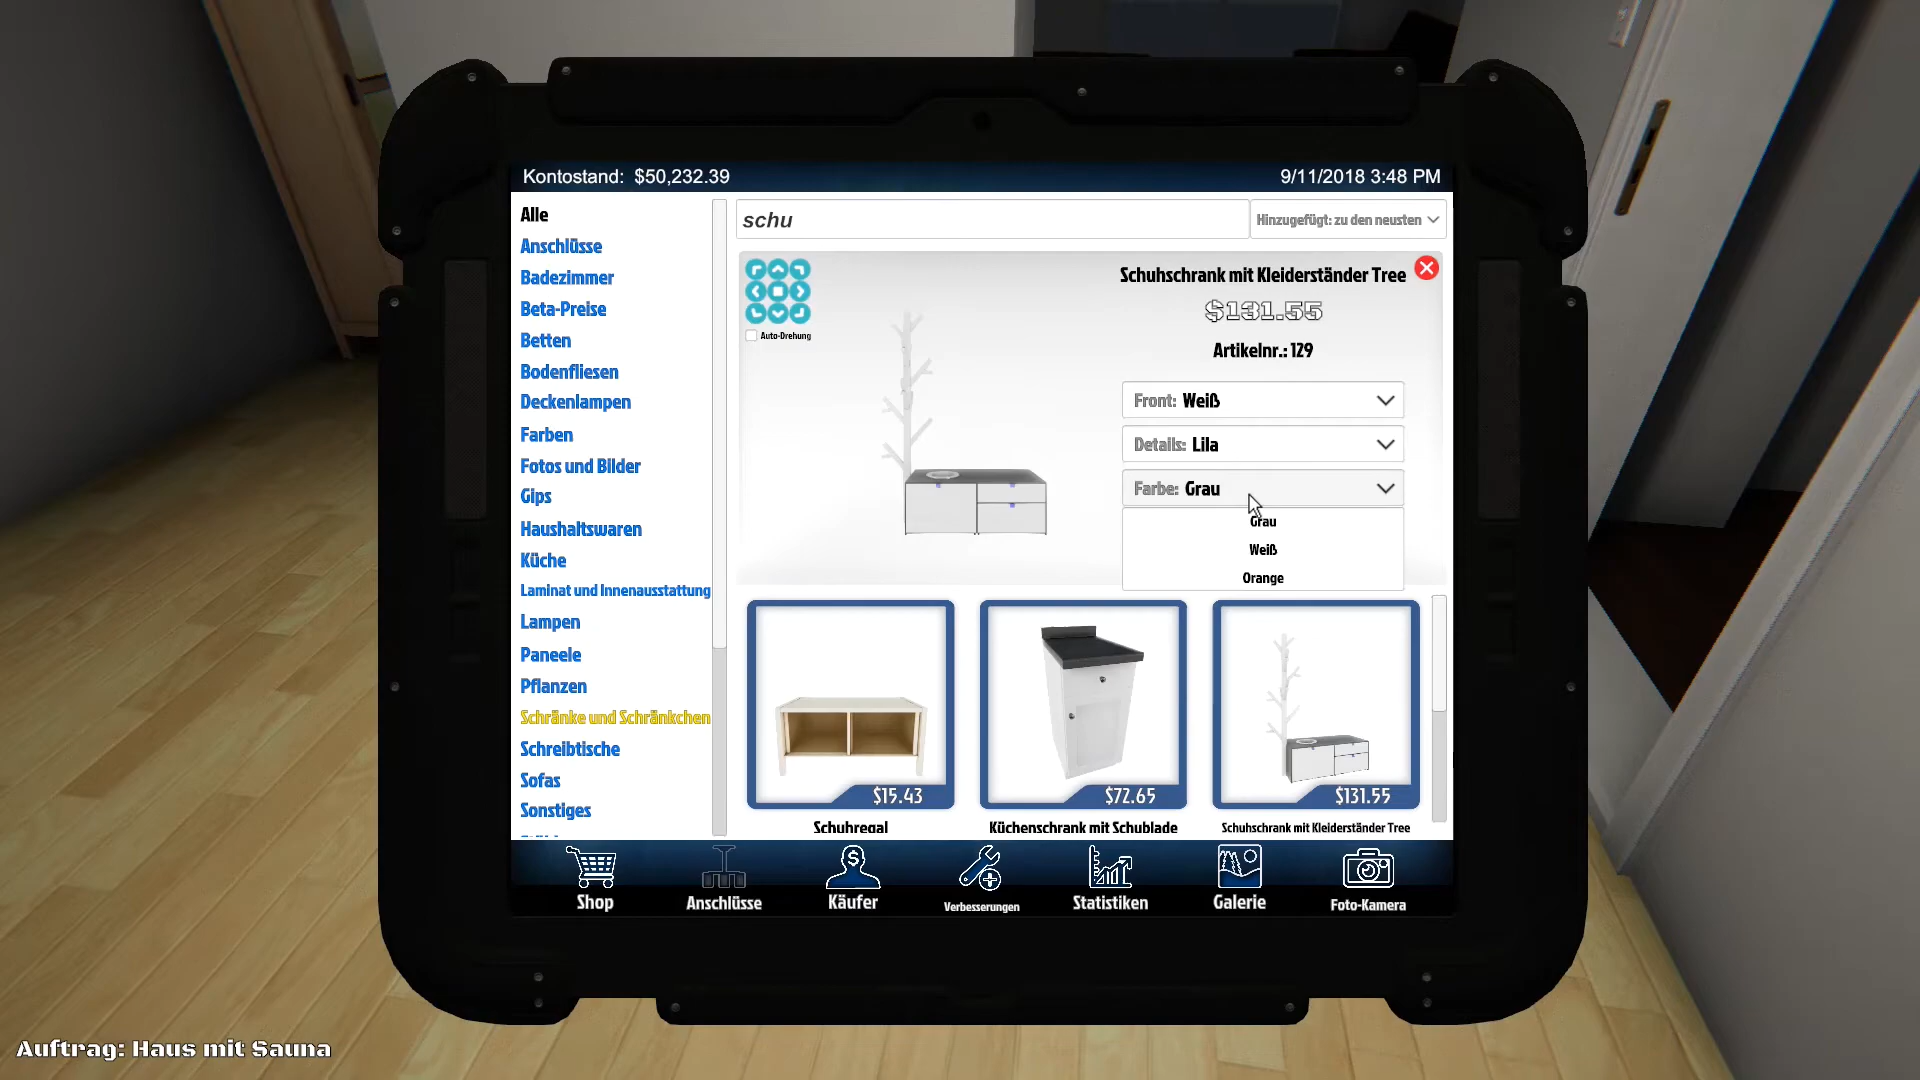 Kontostand: $50,232.39
9/11/2018 3:48 PM
Alle
Anschlüsse
Badezimmer
Beta-Preise
Betten
Bodenfliesen
Deckenlampen
Farben
Fotos und Bilder
Gips
Haushaltswaren
Küche
Laminat und Innenausstattung
Lampen
Paneele
Pflanzen
Schränke und Schränkchen
Schreibtische
Sofas
Sonstiges
schu
Hinzugefügt: zu den neusten
Auto-Drehung
Schuhschrank mit Kleiderständer Tree
$131.55
Artikelnr.: 129
Front: Weiß
Details: Lila
Farbe: Grau
Grau
Weiß
Orange
$15.43
$72.65
$131.55
Schuhregal
Küchenschrank mit Schublade
Schuhschrank mit Kleiderständer Tree
Shop
Anschlüsse
Käufer
Verbesserungen
Statistiken
Galerie
Foto-Kamera
Auftrag: Haus mit Sauna